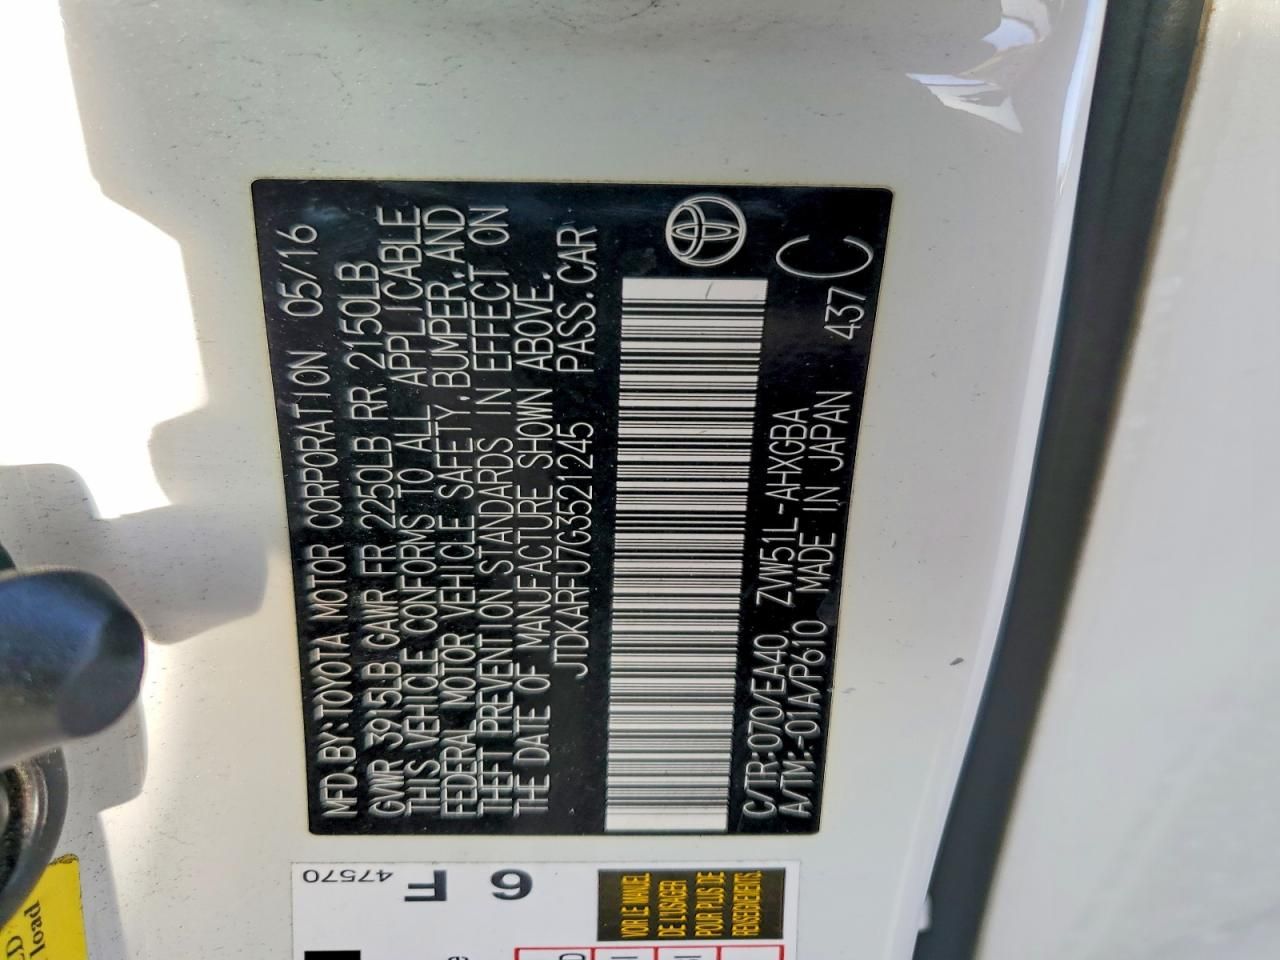 MFD.BY:TOYOTA MOTOR CORPORATION 05/16
GVWR 3915LB GAWR FR 2250LB RR 2150LB
THIS VEHICLE CONFORMS TO ALL APPLICABLE
FEDERAL MOTOR VEHICLE SAFETY,BUMPER,AND
THEFT PREVENTION STANDARDS IN EFFECT ON
THE DATE OF MANUFACTURE SHOWN ABOVE.
JTDKARFU7G3521245 PASS.CAR
C/TR:070/EA40 ZVW51L-AHXGBA
A/TM:-01A/P610 MADE IN JAPAN 437 C
47570
6 F
VOIR LE MANUEL
DE L'USAGER
POUR PLUS DE
RENSEIGNEMENTS.
load